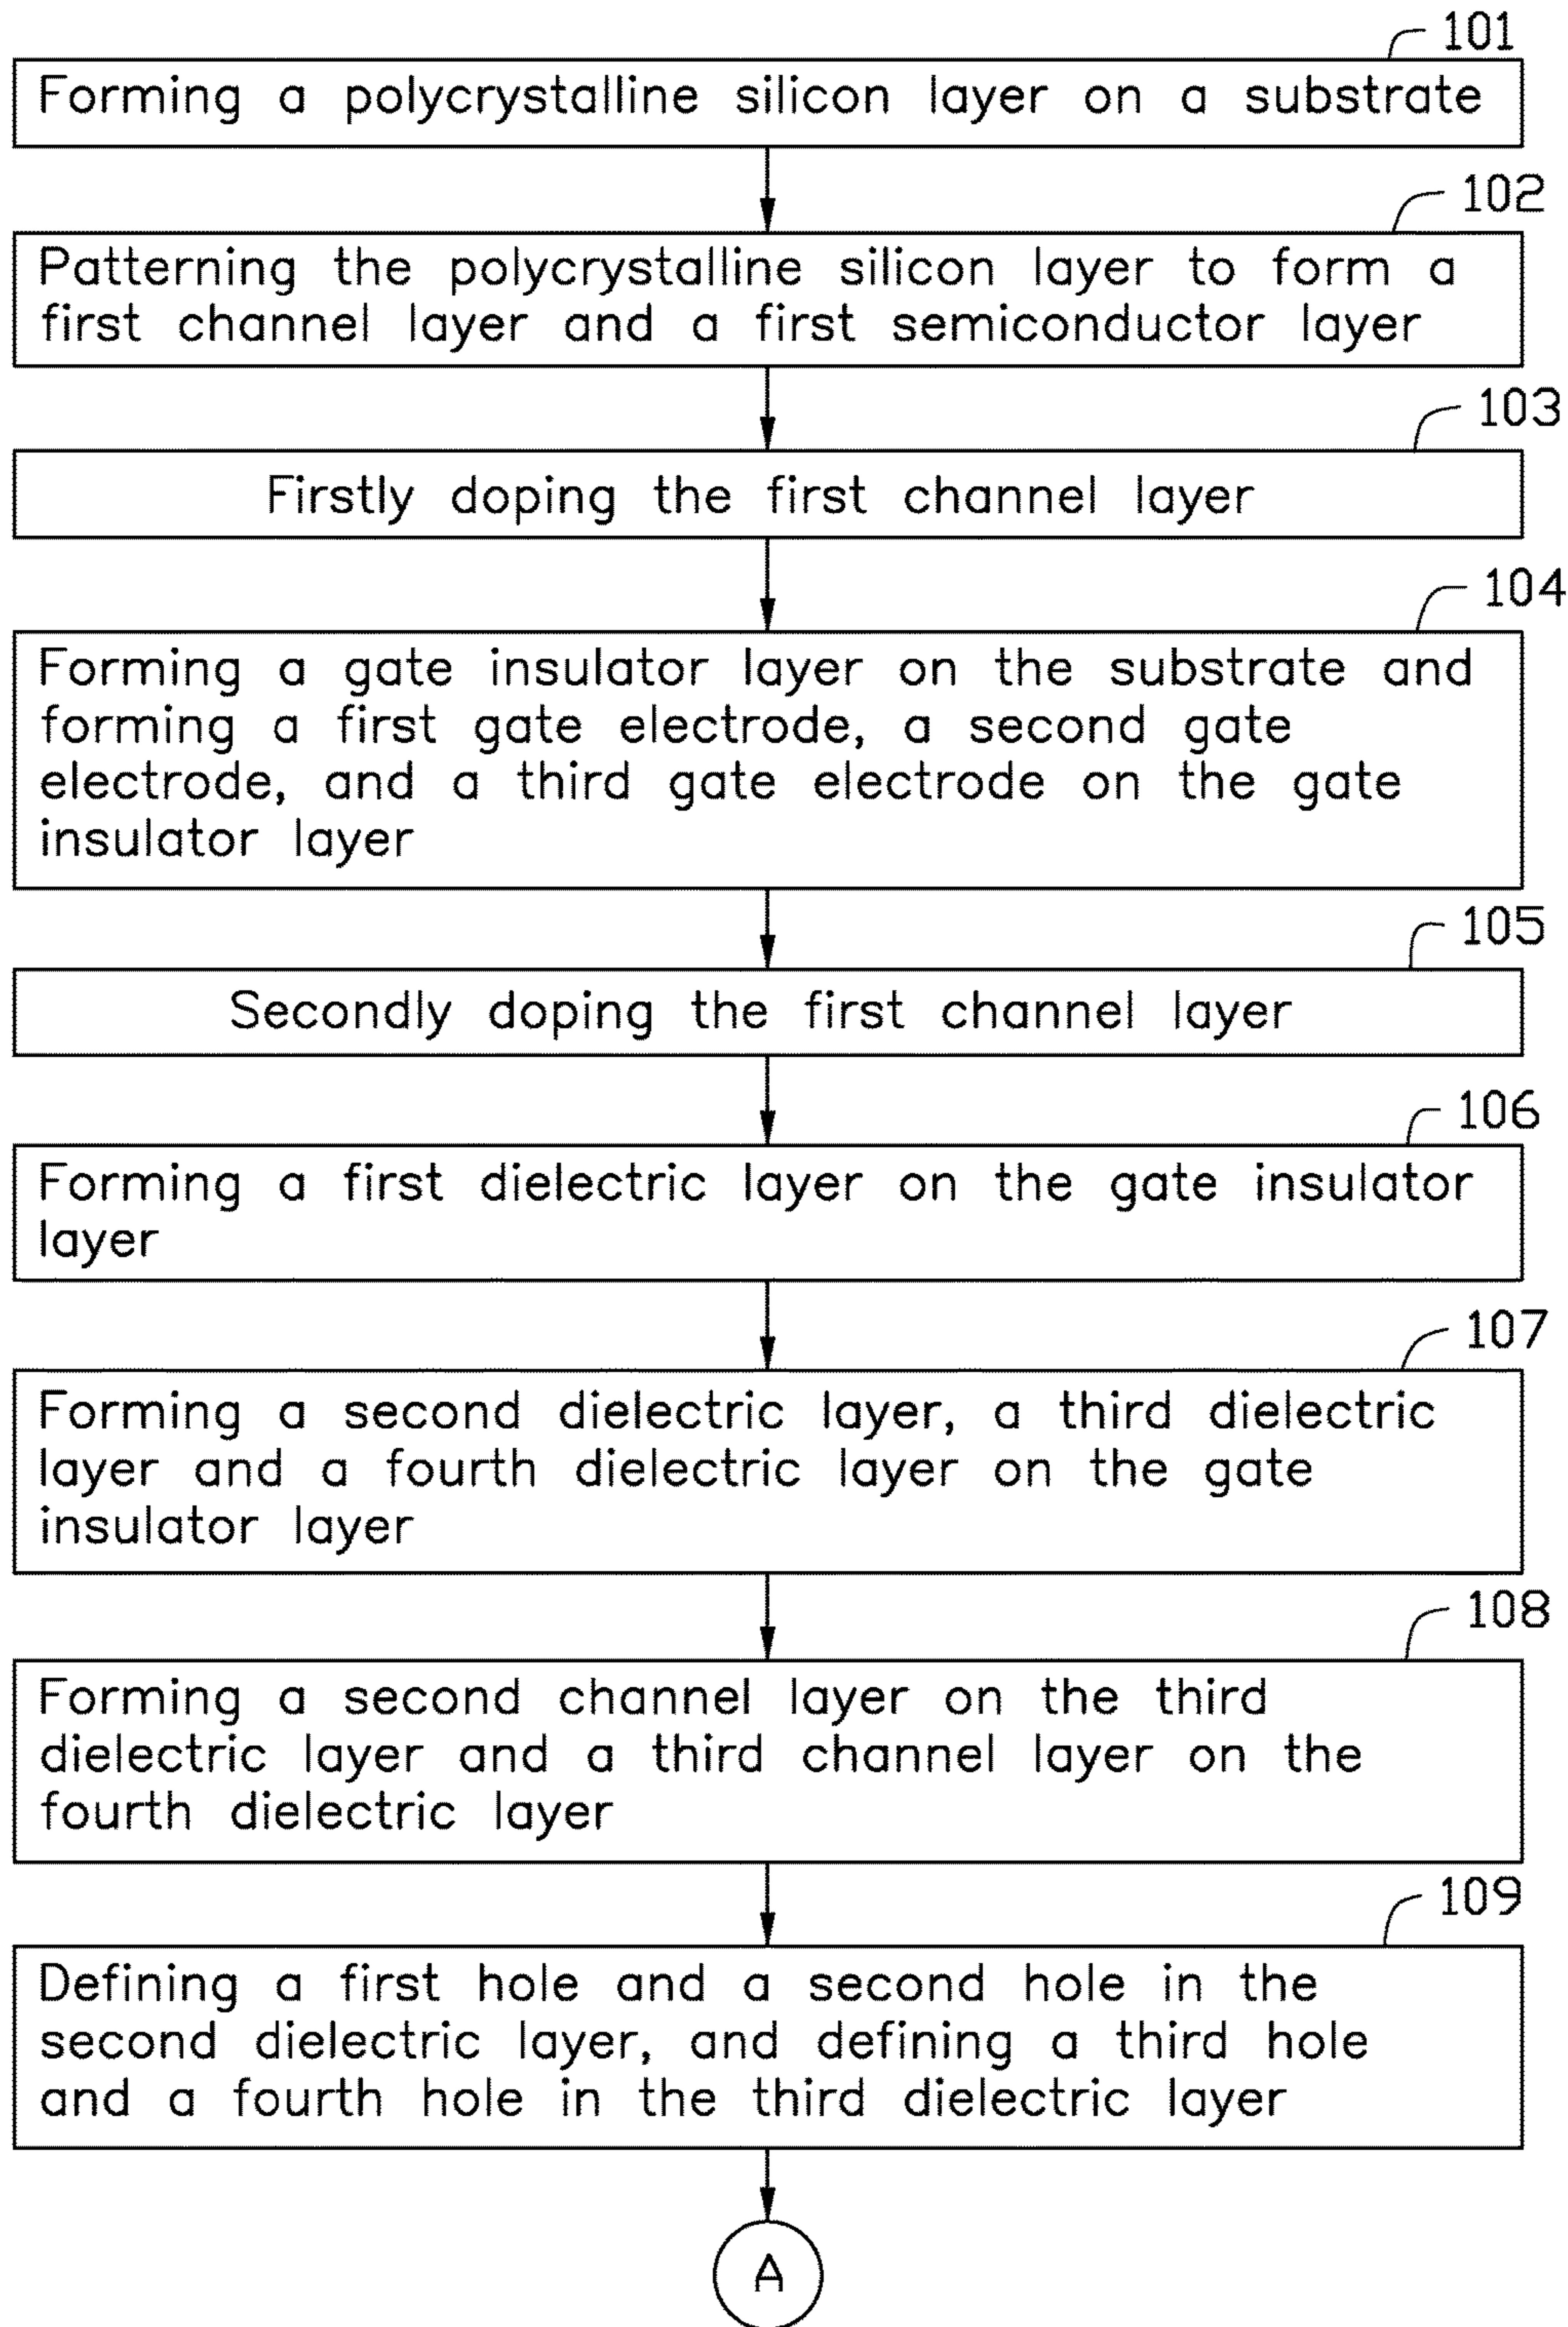 101
Forming a polycrystalline silicon layer on a substrate
102
Patterning the polycrystalline silicon layer to form a
first channel layer and a first semiconductor layer
103
Firstly doping the first channel layer
104
Forming a gate insulator layer on the substrate and
forming a first gate electrode, a second gate
electrode, and a third gate electrode on the gate
insulator layer
105
Secondly doping the first channel layer
106
Forming a first dielectric layer on the gate insulator
layer
107
Forming a second dielectric layer, a third dielectric
layer and a fourth dielectric layer on the gate
insulator layer
108
Forming a second channel layer on the third
dielectric layer and a third channel layer on the
fourth dielectric layer
109
Defining a first hole and a second hole in the
second dielectric layer, and defining a third hole
and a fourth hole in the third dielectric layer
A